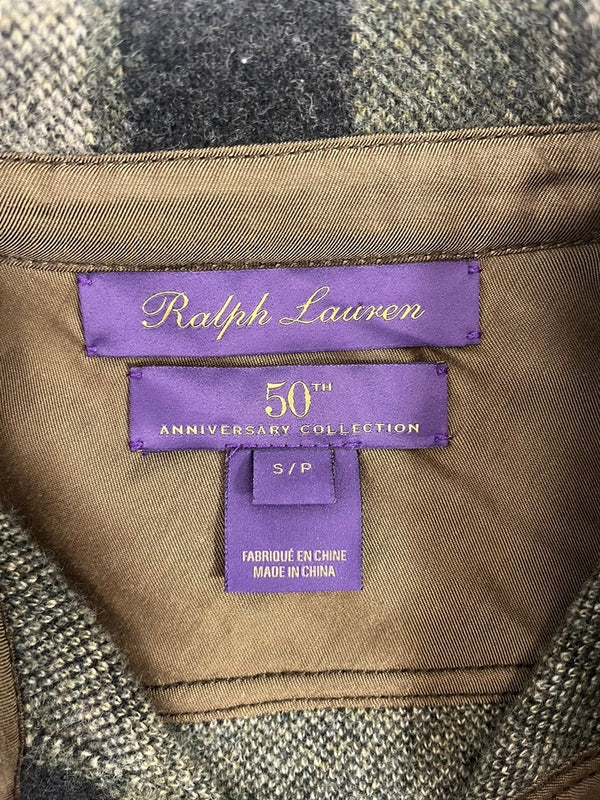 Ralph Lauren
50TH
ANNIVERSARY COLLECTION
S/P
FABRIQUÉ EN CHINE
MADE IN CHINA